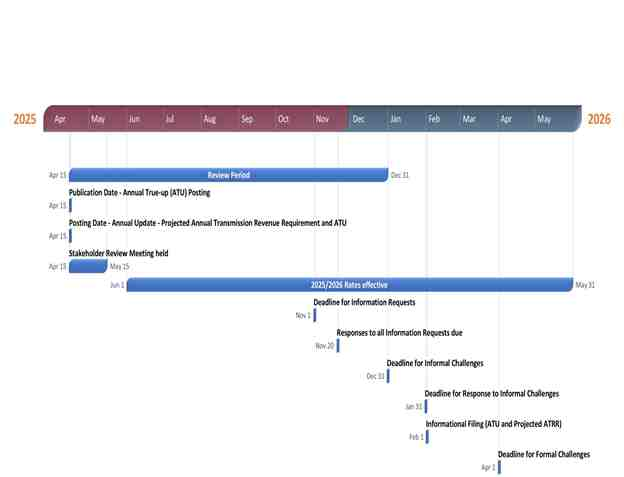 2025 Apr May Jun Jul Aug Sep Oct Nov Dec Jan Feb Mar Apr May 2026
Apr 15 Review Period Dec 31
Publication Date - Annual True-up (ATU) Posting
Apr 15
Posting Date - Annual Update - Projected Annual Transmission Revenue Requirement and ATU
Apr 15
Stakeholder Review Meeting held
Apr 15 May 15
Jun 1 2025/2026 Rates effective May 31
Deadline for Information Requests
Nov 1
Responses to all Information Requests due
Nov 20
Deadline for Informal Challenges
Dec 31
Deadline for Response to Informal Challenges
Jan 31
Informational Filing (ATU and Projected ATRR)
Feb 1
Deadline for Formal Challenges
Apr 1